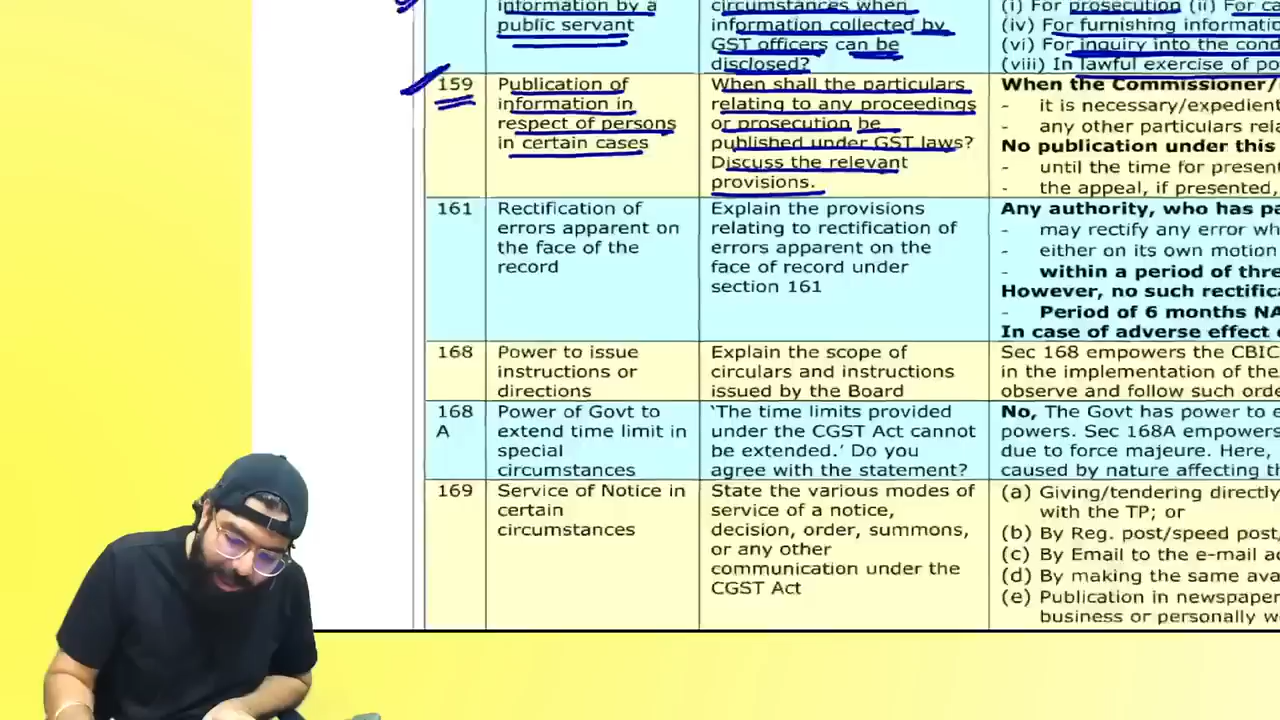 information by a
public servant
circumstances when
information collected by
GST officers can be
disclosed?
(i) For prosecution (ii) For ca
(iv) For furnishing informatio
(vi) For inquiry into the cond
(viii) In lawful exercise of po
159
Publication of
information in
respect of persons
in certain cases
When shall the particulars
relating to any proceedings
or prosecution be
published under GST laws?
Discuss the relevant
provisions.
When the Commissioner/
- it is necessary/expedient
- any other particulars rela
No publication under this
- until the time for present
- the appeal, if presented,
161
Rectification of
errors apparent on
the face of the
record
Explain the provisions
relating to rectification of
errors apparent on the
face of record under
section 161
Any authority, who has pa
- may rectify any error wh
- either on its own motion
- within a period of thre
However, no such rectifica
- Period of 6 months NA
In case of adverse effect
168
Power to issue
instructions or
directions
Explain the scope of
circulars and instructions
issued by the Board
Sec 168 empowers the CBIC
in the implementation of the
observe and follow such orde
168
A
Power of Govt to
extend time limit in
special
circumstances
‘The time limits provided
under the CGST Act cannot
be extended.’ Do you
agree with the statement?
No, The Govt has power to e
powers. Sec 168A empowers
due to force majeure. Here,
caused by nature affecting th
169
Service of Notice in
certain
circumstances
State the various modes of
service of a notice,
decision, order, summons,
or any other
communication under the
CGST Act
(a) Giving/tendering directly
with the TP; or
(b) By Reg. post/speed post,
(c) By Email to the e-mail ad
(d) By making the same ava
(e) Publication in newspaper
business or personally w